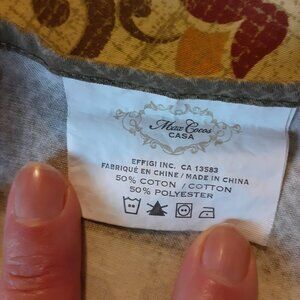 Max Cocos
CASA
EFFIGI INC. CA 13583
FABRIQUÉ EN CHINE / MADE IN CHINA
50% COTON / COTTON
50% POLYESTER